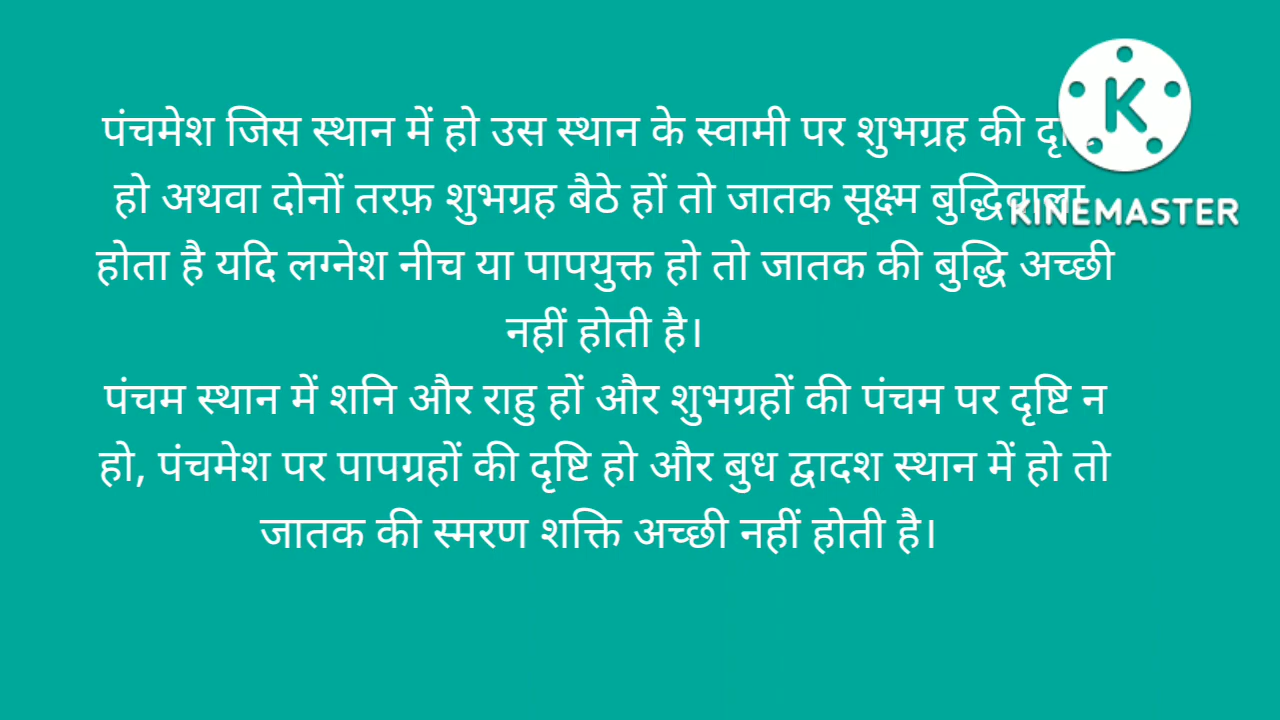 पंचमेश जिस स्थान में हो उस स्थान के स्वामी पर शुभग्रह की
हो अथवा दोनों तरफ़ शुभग्रह बैठे हों तो जातक सूक्ष्म बुद्धिवाला
होता है यदि लग्नेश नीच या पापयुक्त हो तो जातक की बुद्धि अच्छी
नहीं होती है।
पंचम स्थान में शनि और राहु हों और शुभग्रहों की पंचम पर दृष्टि न
हो, पंचमेश पर पापग्रहों की दृष्टि हो और बुध द्वादश स्थान में हो तो
जातक की स्मरण शक्ति अच्छी नहीं होती है।
K
KINEMASTER